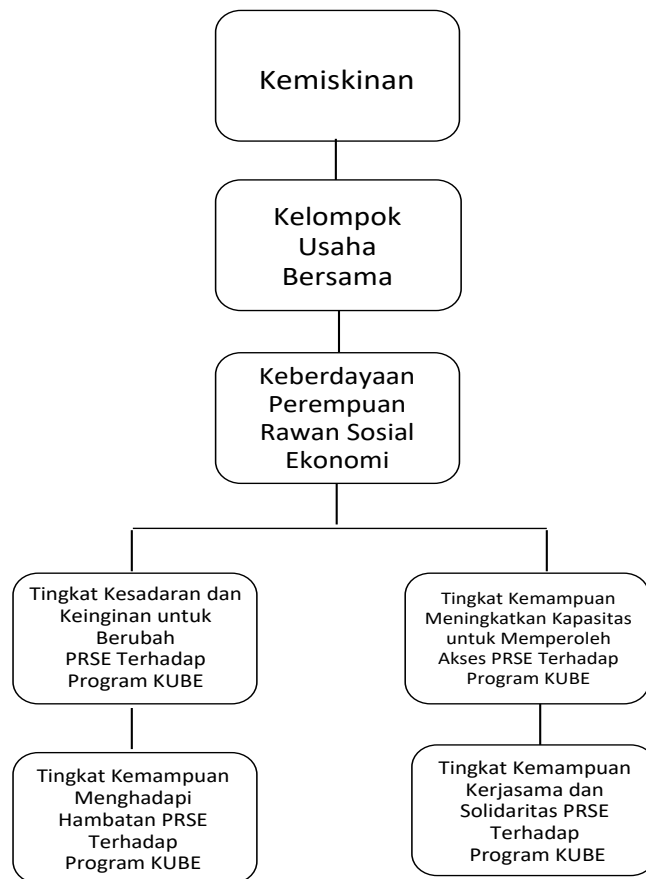 Kemiskinan
Kelompok
Usaha
Bersama
Keberdayaan
Perempuan
Rawan Sosial
Ekonomi
Tingkat Kesadaran dan
Keinginan untuk
Berubah
PRSE Terhadap
Program KUBE
Tingkat Kemampuan
Meningkatkan Kapasitas
untuk Memperoleh
Akses PRSE Terhadap
Program KUBE
Tingkat Kemampuan
Menghadapi
Hambatan PRSE
Terhadap
Program KUBE
Tingkat Kemampuan
Kerjasama dan
Solidaritas PRSE
Terhadap
Program KUBE